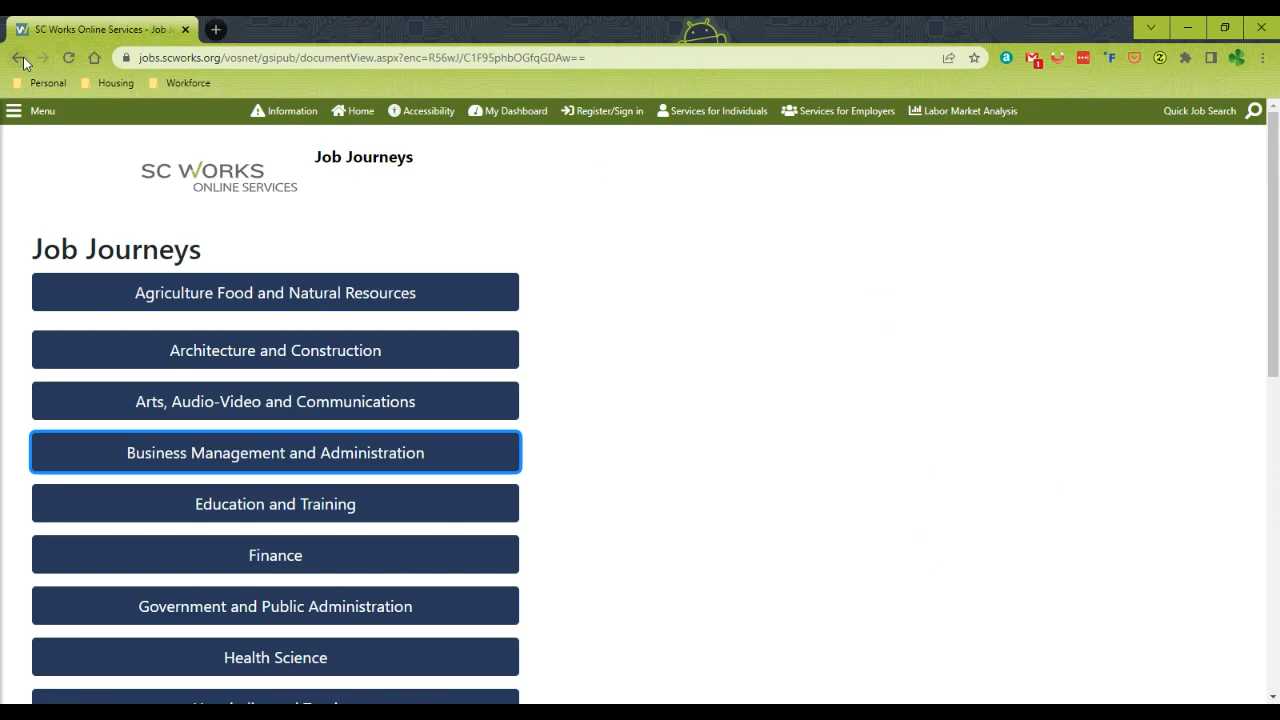 SC Works Online Services - Job J
jobs.scworks.org/vosnet/gsipub/documentView.aspx?enc=R56wJ/C1F95phbOGfqGDAw==
Personal Housing Workforce
Menu Information Home Accessibility My Dashboard Register/Sign in Services for Individuals Services for Employers Labor Market Analysis Quick Job Search
Job Journeys
SC WORKS
ONLINE SERVICES
Job Journeys
Agriculture Food and Natural Resources
Architecture and Construction
Arts, Audio-Video and Communications
Business Management and Administration
Education and Training
Finance
Government and Public Administration
Health Science